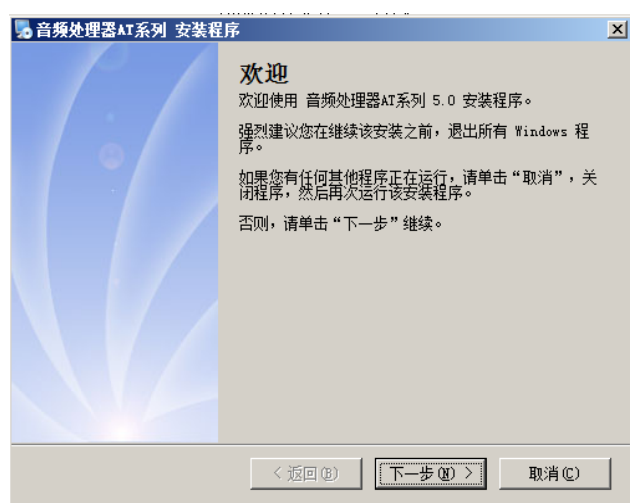 音频处理器AT系列 安装程序
欢迎
欢迎使用 音频处理器AT系列 5.0 安装程序。
强烈建议您在继续该安装之前，退出所有 Windows 程
序。
如果您有任何其他程序正在运行，请单击“取消”，关
闭程序，然后再次运行该安装程序。
否则，请单击“下一步”继续。
< 返回(B)
下一步(N) >
取消(C)